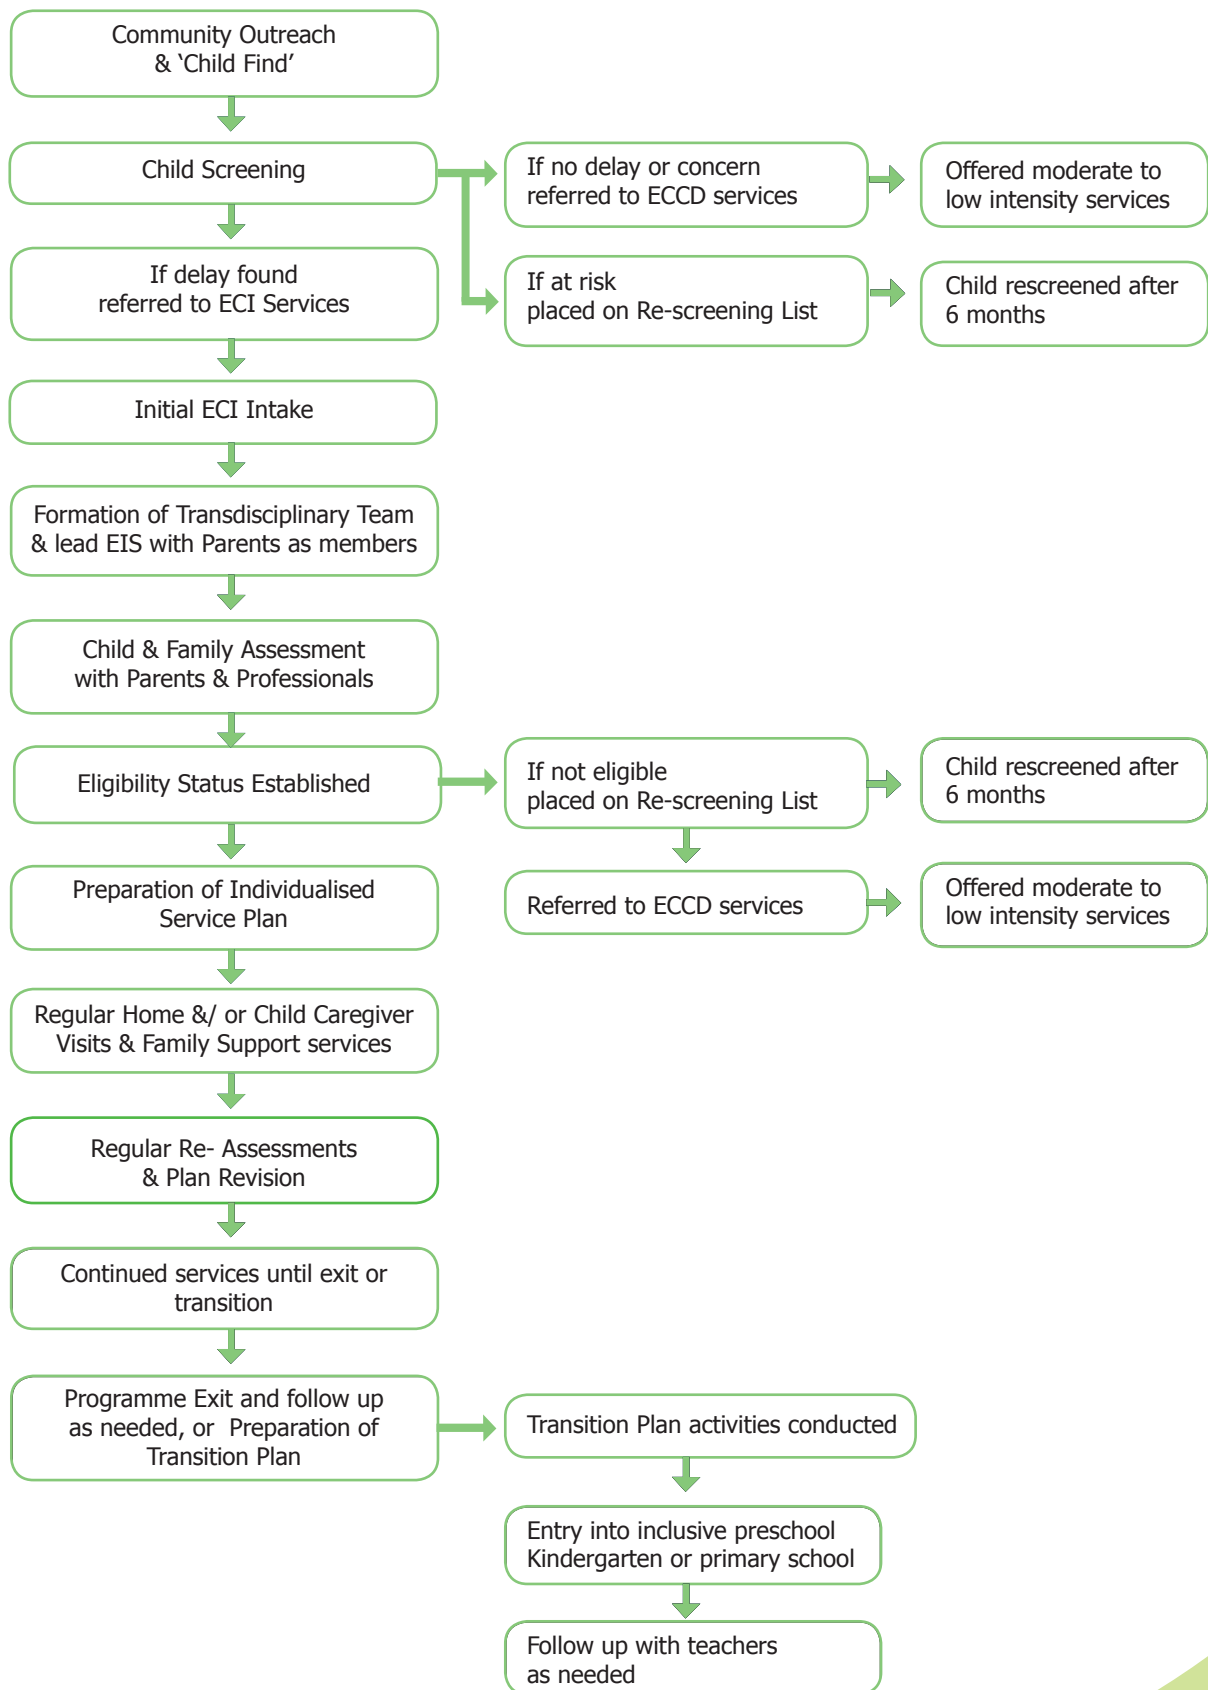 Community Outreach
& ‘Child Find’
Child Screening
If no delay or concern
referred to ECCD services
Offered moderate to
low intensity services
If delay found
referred to ECI Services
If at risk
placed on Re-screening List
Child rescreened after
6 months
Initial ECI Intake
Formation of Transdisciplinary Team
& lead EIS with Parents as members
Child & Family Assessment
with Parents & Professionals
Eligibility Status Established
If not eligible
placed on Re-screening List
Child rescreened after
6 months
Preparation of Individualised
Service Plan
Referred to ECCD services
Offered moderate to
low intensity services
Regular Home &/ or Child Caregiver
Visits & Family Support services
Regular Re- Assessments
& Plan Revision
Continued services until exit or
transition
Programme Exit and follow up
as needed, or Preparation of
Transition Plan
Transition Plan activities conducted
Entry into inclusive preschool
Kindergarten or primary school
Follow up with teachers
as needed